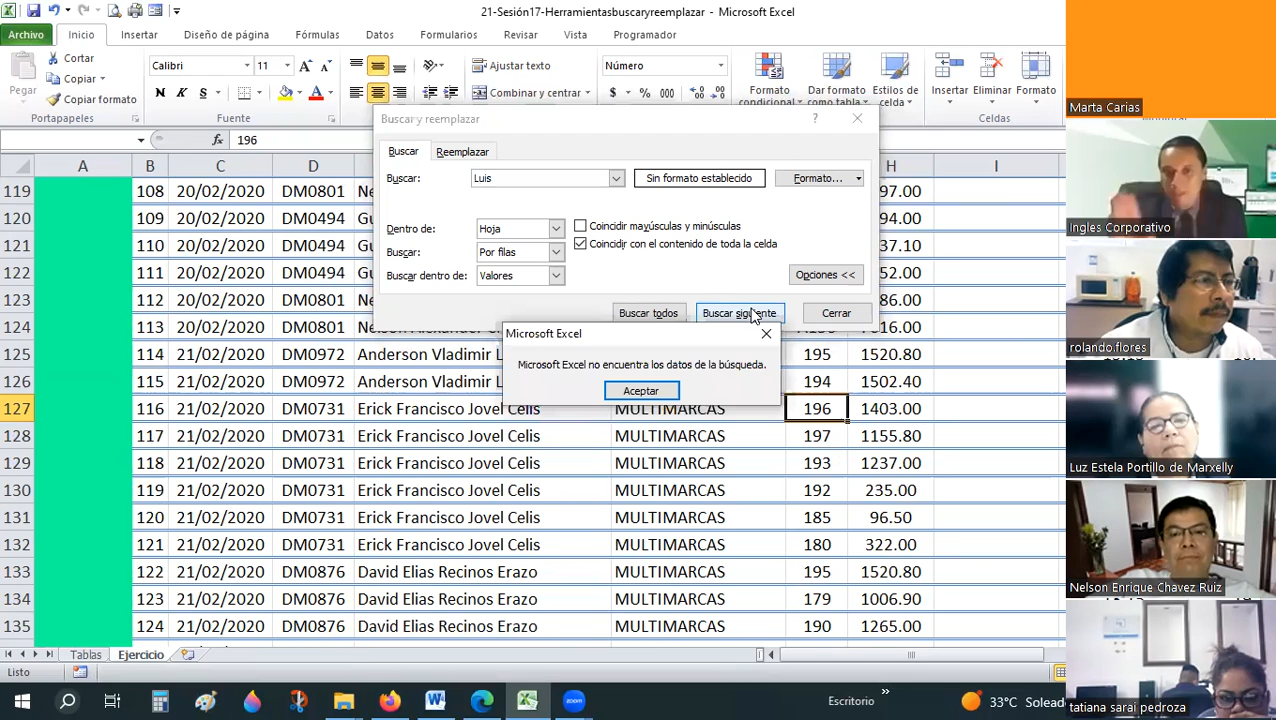 21-Sesión17-Herramientasbuscaryreemplazar - Microsoft Excel
Archivo Inicio Insertar Diseño de página Fórmulas Datos Formularios Revisar Vista Programador
Cortar
Copiar
Copiar formato
Pegar
Portapapeles
Calibri 11
N K S
Fuente
Ajustar texto
Combinar y centrar
Número
$ % 000
Formato condicional
Dar formato como tabla
Estilos de celda
Insertar Eliminar Formato
Celdas
fx 196
Buscar y reemplazar
Buscar Reemplazar
Buscar: Luis Sin formato establecido Formato...
Dentro de: Hoja Coincidir mayúsculas y minúsculas
Buscar: Por filas Coincidir con el contenido de toda la celda
Buscar dentro de: Valores Opciones <<
Buscar todos Buscar siguiente Cerrar
Microsoft Excel
Microsoft Excel no encuentra los datos de la búsqueda.
Aceptar
A B C D H I
119 108 20/02/2020 DM0801 97.00
120 109 20/02/2020 DM0494 94.00
121 110 20/02/2020 DM0494 37.10
122 111 20/02/2020 DM0494 52.00
123 112 20/02/2020 DM0801 86.00
124 113 20/02/2020 DM0801
125 114 21/02/2020 DM0972 Anderson Vladimir L 195 1520.80
126 115 21/02/2020 DM0972 Anderson Vladimir L 194 1502.40
127 116 21/02/2020 DM0731 Erick Francisco Jovel Celis MULTIMARCAS 196 1403.00
128 117 21/02/2020 DM0731 Erick Francisco Jovel Celis MULTIMARCAS 197 1155.80
129 118 21/02/2020 DM0731 Erick Francisco Jovel Celis MULTIMARCAS 193 1237.00
130 119 21/02/2020 DM0731 Erick Francisco Jovel Celis MULTIMARCAS 192 235.00
131 120 21/02/2020 DM0731 Erick Francisco Jovel Celis MULTIMARCAS 185 96.50
132 121 21/02/2020 DM0731 Erick Francisco Jovel Celis MULTIMARCAS 180 322.00
133 122 21/02/2020 DM0876 David Elias Recinos Erazo MULTIMARCAS 195 1520.80
134 123 21/02/2020 DM0876 David Elias Recinos Erazo MULTIMARCAS 179 1006.90
135 124 21/02/2020 DM0876 David Elias Recinos Erazo MULTIMARCAS 190 1265.00
Tablas Ejercicio
Listo
Escritorio » 33°C Soleado
Marta Carias
Ingles Corporativo
rolando.flores
Luz Estela Portillo de Marxelly
Nelson Enrique Chavez Ruiz
tatiana sarai pedroza